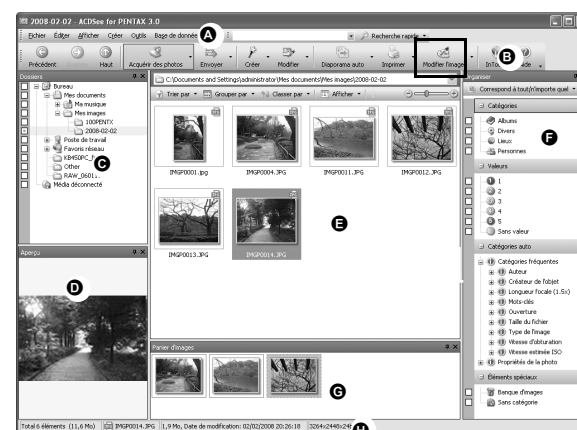 2008-02-02 - ACDSee for PENTAX 3.0
Fichier Éditer Afficher Créer Outils Base de données A Recherche rapide
Précédent Haut Acquérir des photos Envoyer Créer Modifier Diaporama auto Imprimer Modifier l'image InTo B
Dossiers
Bureau
Mes documents
Ma musique
Mes images
100PENTX
2008-02-02
Poste de travail
Favoris réseau
KB450PC_
Other
RAW_0601...
Média déconnecté
C
C:\Documents and Settings\administrator\Mes documents\Mes images\2008-02-02
Trier par Grouper par Classer par Afficher
IMGP0001.jpg IMGP0004.JPG IMGP0011.JPG IMGP0012.JPG
IMGP0013.JPG IMGP0014.JPG
E
Aperçu
D
Panier d'images
G
Organiser
Correspond à tout/n'importe quel
Catégories
Albums
Divers
Lieux
Personnes
F
Valeurs
1
2
3
4
5
Sans valeur
Catégories auto
Catégories fréquentes
Auteur
Créateur de l'objet
Longueur focale (1.5x)
Mots-clés
Ouverture
Taille du fichier
Type de l'image
Vitesse d'obturation
Vitesse estimée ISO
Propriétés de la photo
Éléments spéciaux
Banque d'images
Sans catégorie
Total 6 éléments (11,6 Mo) IMGP0014.JPG 1,9 Mo, Date de modification: 02/02/2008 20:26:18 3264x2448x24 H